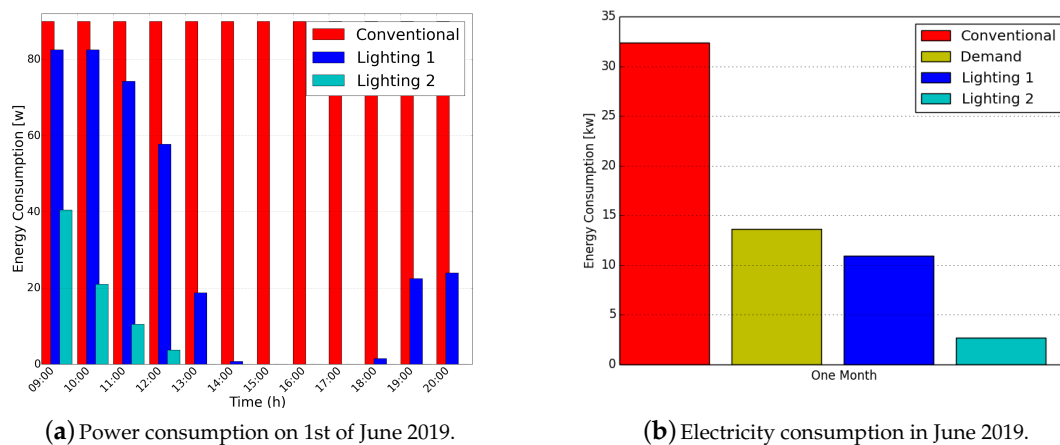 Conventional
Lighting 1
Lighting 2
Energy Consumption [w]
80
60
40
20
0
09:00
10:00
11:00
12:00
13:00
14:00
15:00
16:00
17:00
18:00
19:00
20:00
Time (h)
(a) Power consumption on 1st of June 2019.
Conventional
Demand
Lighting 1
Lighting 2
Energy Consumption [kw]
35
30
25
20
15
10
5
0
One Month
(b) Electricity consumption in June 2019.